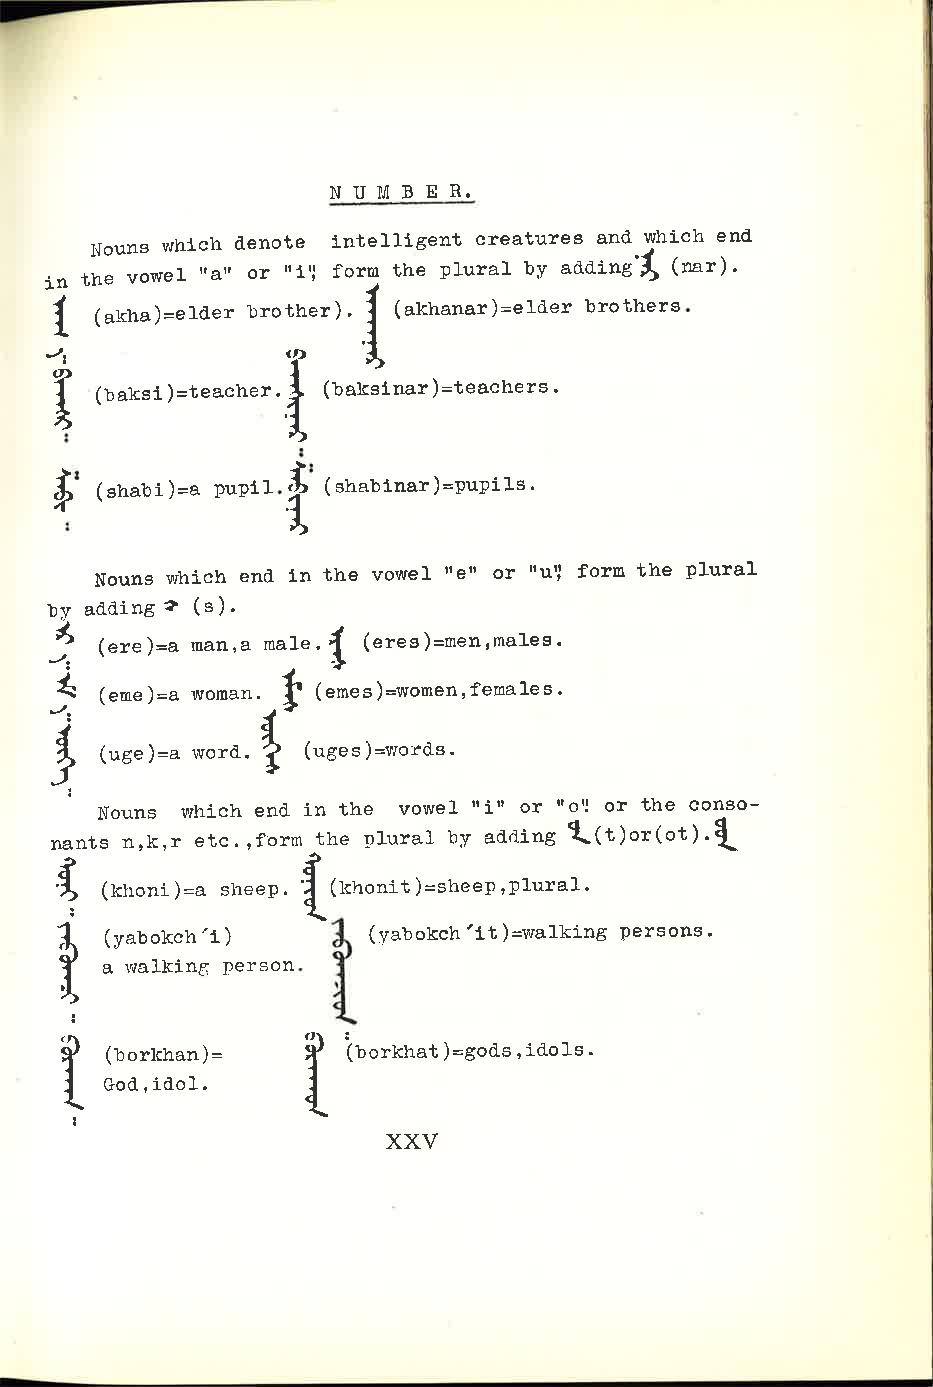 N U M B E R.
Nouns which denote intelligent creatures and which end
in the vowel "a" or "i", form the plural by adding (nar).
(akha)=elder brother). (akhanar)=elder brothers.
(baksi)=teacher. (baksinar)=teachers.
(shabi)=a pupil. (shabinar)=pupils.
Nouns which end in the vowel "e" or "u", form the plural
by adding (s).
(ere)=a man,a male. (eres)=men,males.
(eme)=a woman. (emes)=women,females.
(uge)=a word. (uges)=words.
Nouns which end in the vowel "i" or "o" or the conso-
nants n,k,r etc.,form the plural by adding (t)or(ot).
(khoni)=a sheep. (khonit)=sheep,plural.
(yabokch´i) (yabokch´it)=walking persons.
a walking person.
(borkhan)= (borkhat)=gods,idols.
God,idol.
XXV